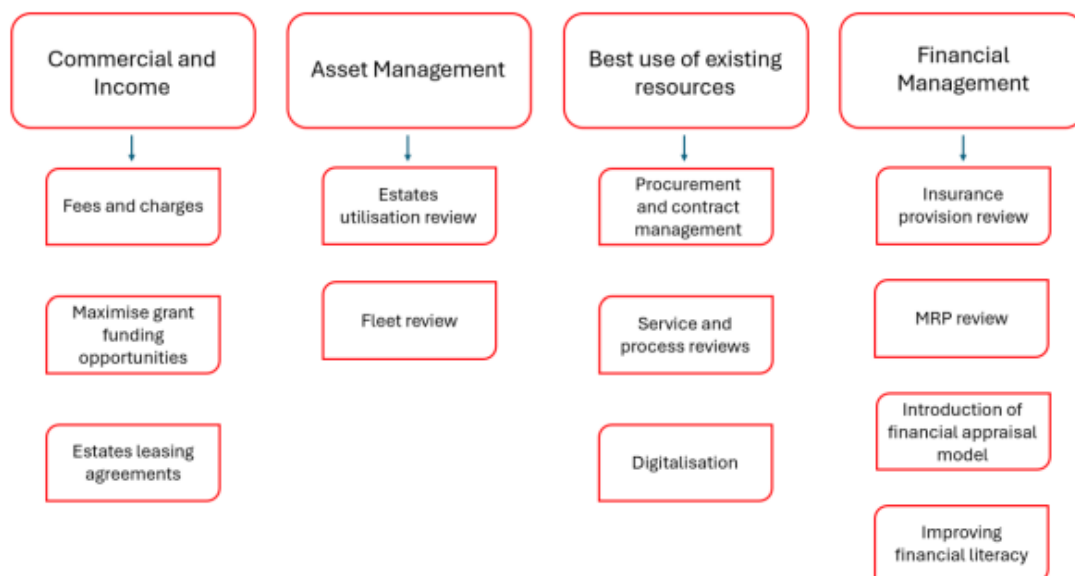 Commercial and
Income
Asset Management
Best use of existing
resources
Financial
Management
Fees and charges
Estates
utilisation review
Procurement
and contract
management
Insurance
provision review
Maximise grant
funding
opportunities
Fleet review
Service and
process reviews
MRP review
Estates leasing
agreements
Digitalisation
Introduction of
financial appraisal
model
Improving
financial literacy